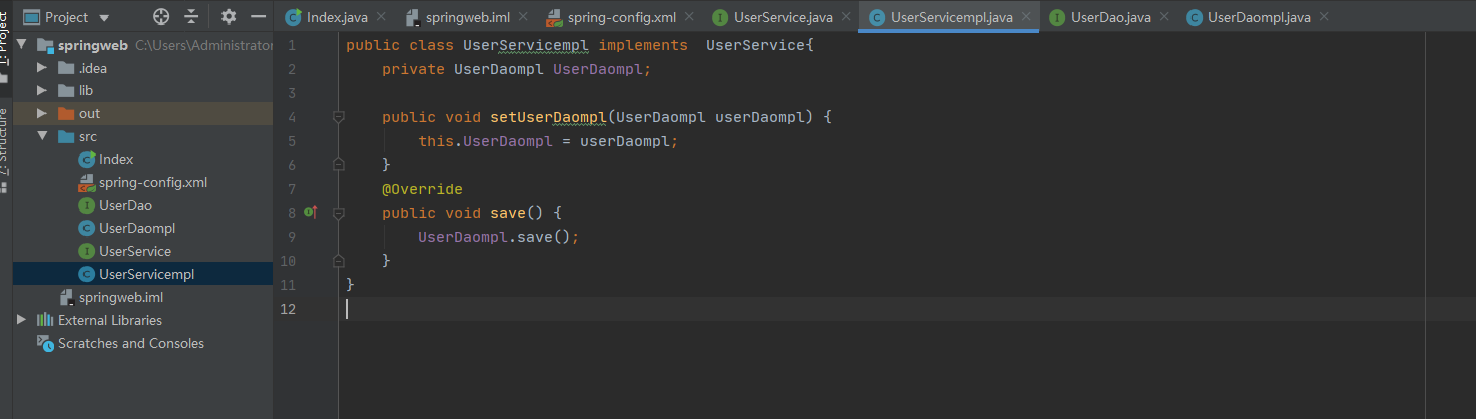 Project
Index.java
springweb.iml
spring-config.xml
UserService.java
UserServicempl.java
UserDao.java
UserDaompl.java
1: Project
7: Structure
springweb C:\Users\Administrator
.idea
lib
out
src
Index
spring-config.xml
UserDao
UserDaompl
UserService
UserServicempl
springweb.iml
External Libraries
Scratches and Consoles
1 public class UserServicempl implements  UserService{
2     private UserDaompl UserDaompl;
3
4     public void setUserDaompl(UserDaompl userDaompl) {
5         this.UserDaompl = userDaompl;
6     }
7     @Override
8     public void save() {
9         UserDaompl.save();
10     }
11 }
12